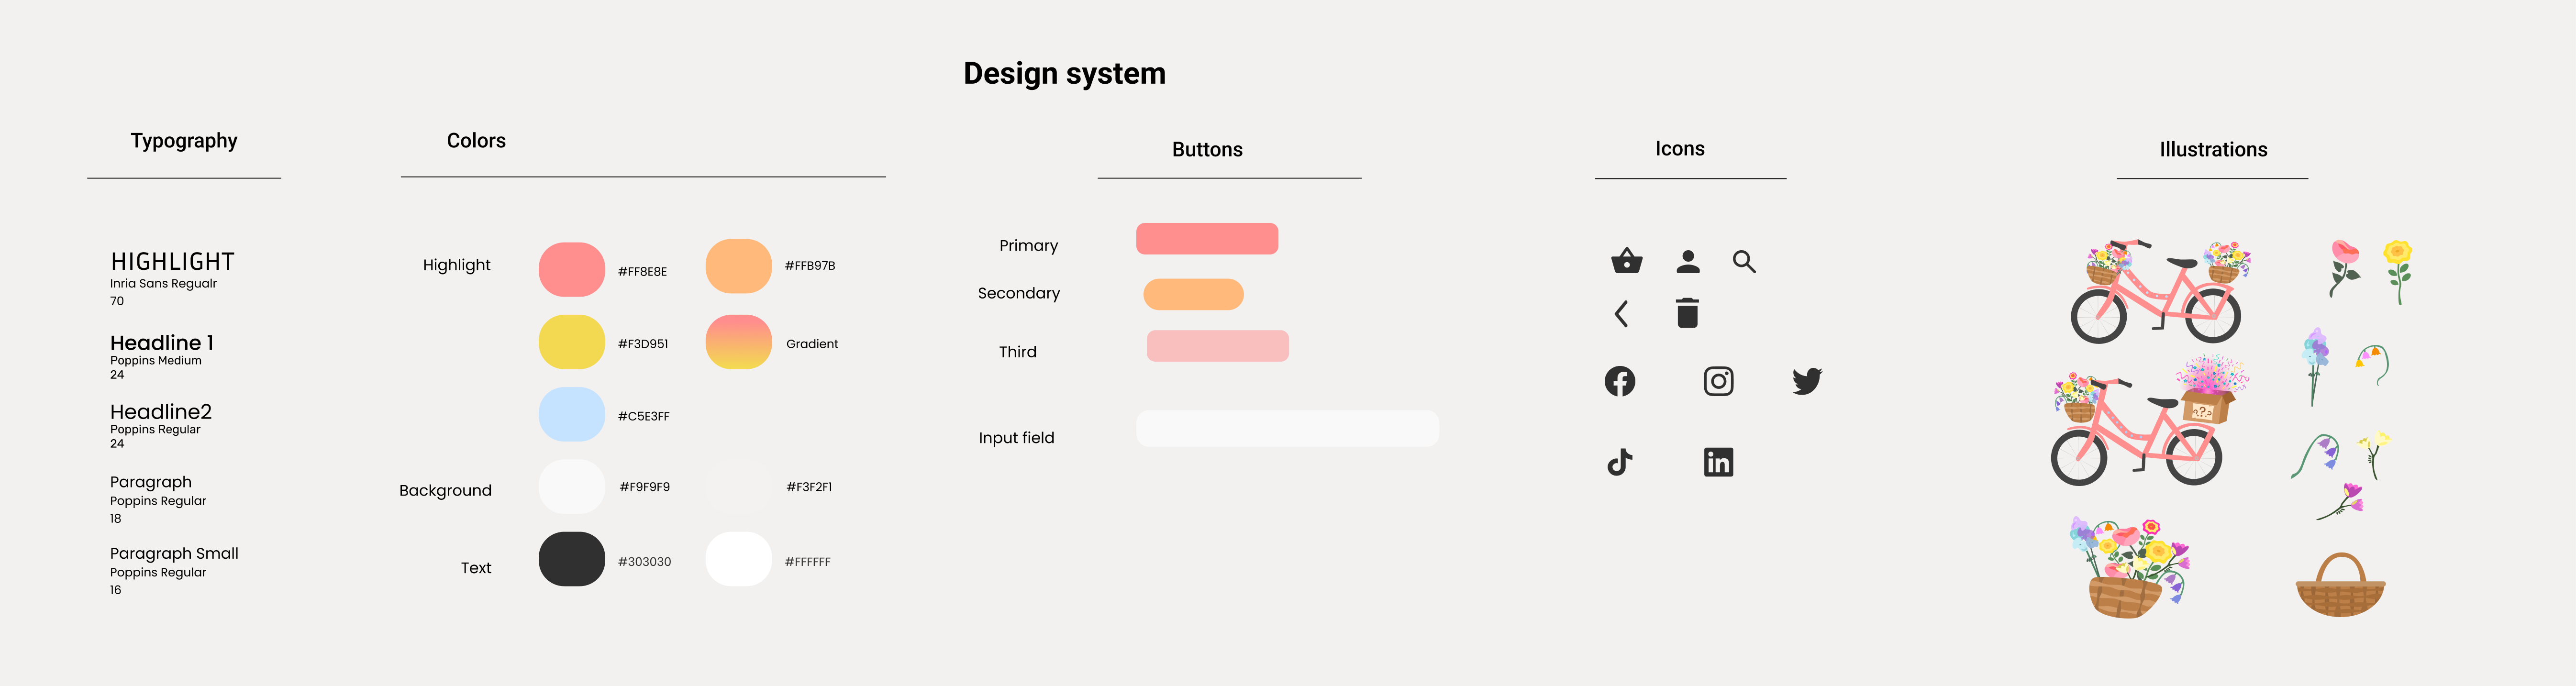 Design system
Typography
HIGHLIGHT
Inria Sans Regualr
70
Headline 1
Poppins Medium
24
Headline2
Poppins Regular
24
Paragraph
Poppins Regular
18
Paragraph Small
Poppins Regular
16
Colors
Highlight
#FF8E8E
#FFB97B
#F3D951
Gradient
#C5E3FF
Background
#F9F9F9
#F3F2F1
Text
#303030
#FFFFFF
Buttons
Primary
Secondary
Third
Input field
Icons
in
Illustrations
?